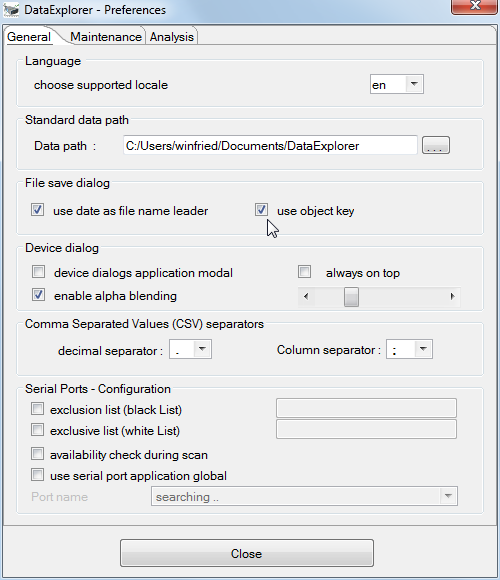 DataExplorer - Preferences
General Maintenance Analysis
Language
choose supported locale en
Standard data path
Data path : C:/Users/winfried/Documents/DataExplorer ...
File save dialog
use date as file name leader use object key
Device dialog
device dialogs application modal always on top
enable alpha blending
Comma Separated Values (CSV) separators
decimal separator : . Column separator : ;
Serial Ports - Configuration
exclusion list (black List)
exclusive list (white List)
availability check during scan
use serial port application global
Port name searching ..
Close